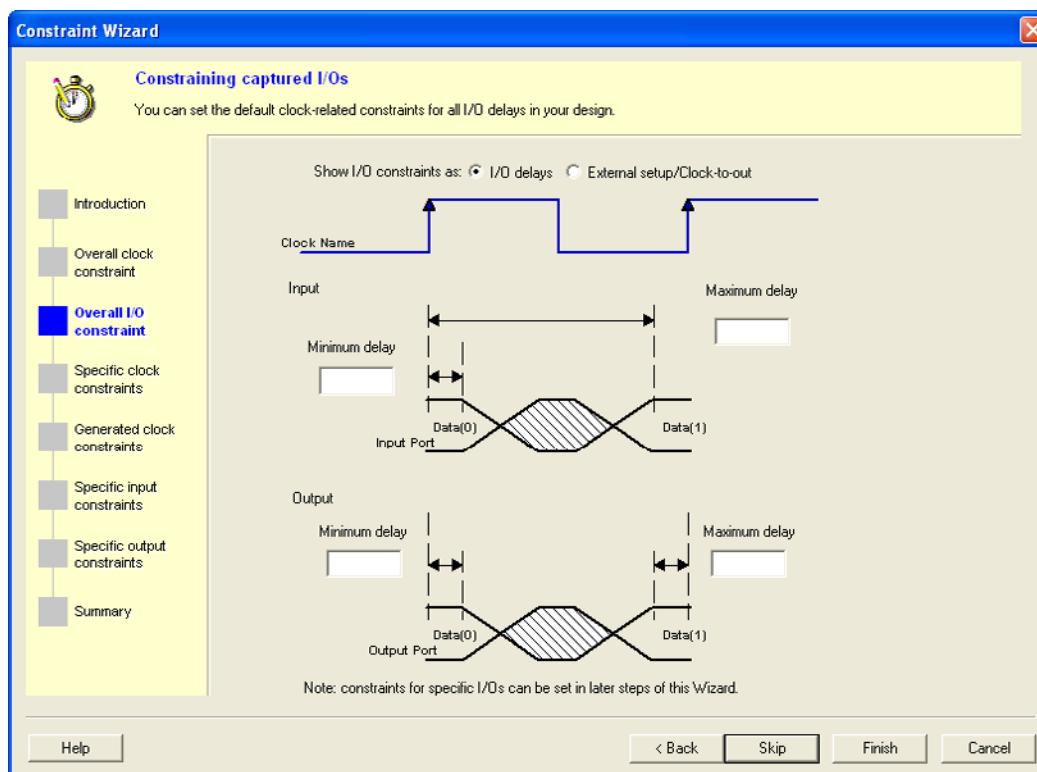 Constraint Wizard
Constraining captured I/Os
You can set the default clock-related constraints for all I/O delays in your design.
Introduction
Overall clock
constraint
Overall I/O
constraint
Specific clock
constraints
Generated clock
constraints
Specific input
constraints
Specific output
constraints
Summary
Show I/O constraints as: I/O delays External setup/Clock-to-out
Clock Name
Input
Maximum delay
Minimum delay
Data(0) Data(1)
Input Port
Output
Minimum delay Maximum delay
Data(0) Data(1)
Output Port
Note: constraints for specific I/Os can be set in later steps of this Wizard.
Help < Back Skip Finish Cancel